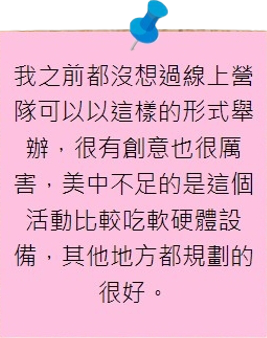 我之前都沒想過線上營
隊可以以這樣的形式舉
辦，很有創意也很厲
害，美中不足的是這個
活動比較吃軟硬體設
備，其他地方都規劃的
很好。